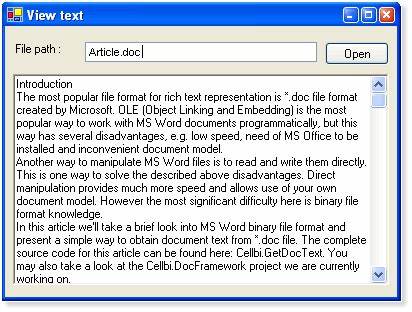 View text
File path :
Article.doc
Open
Introduction
The most popular file format for rich text representation is *.doc file format
created by Microsoft. OLE (Object Linking and Embedding) is the most
popular way to work with MS Word documents programmatically, but this
way has several disadvantages, e.g. low speed, need of MS Office to be
installed and inconvenient document model.
Another way to manipulate MS Word files is to read and write them directly.
This is one way to solve the described above disadvantages. Direct
manipulation provides much more speed and allows use of your own
document model. However the most significant difficulty here is binary file
format knowledge.
In this article we'll take a brief look into MS Word binary file format and
present a simple way to obtain document text from *.doc file. The complete
source code for this article can be found here: Cellbi.GetDocText. You
may also take a look at the Cellbi.DocFramework project we are currently
working on.